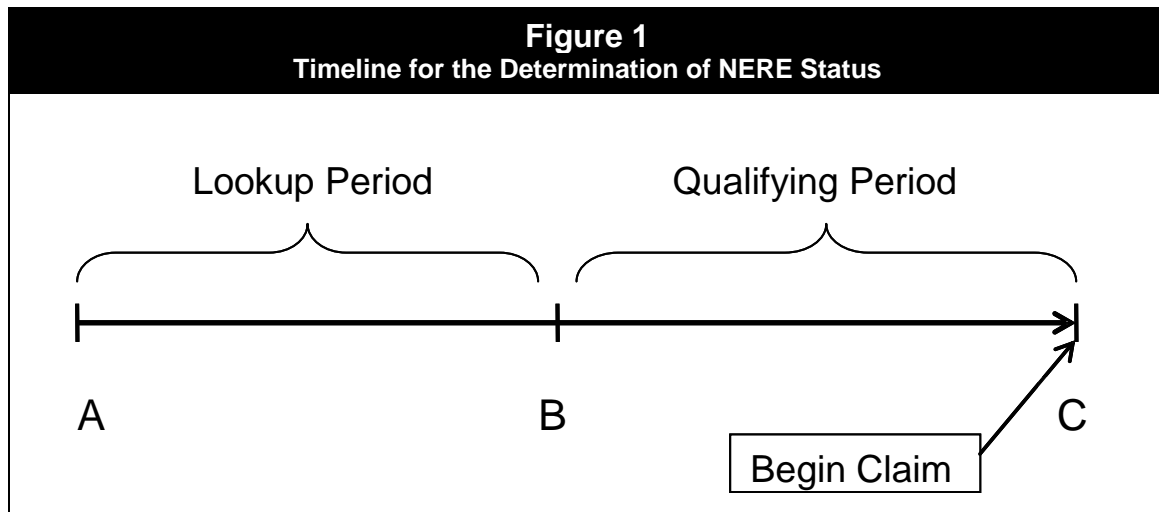 Figure 1
Timeline for the Determination of NERE Status
Lookup Period Qualifying Period
A B C
Begin Claim